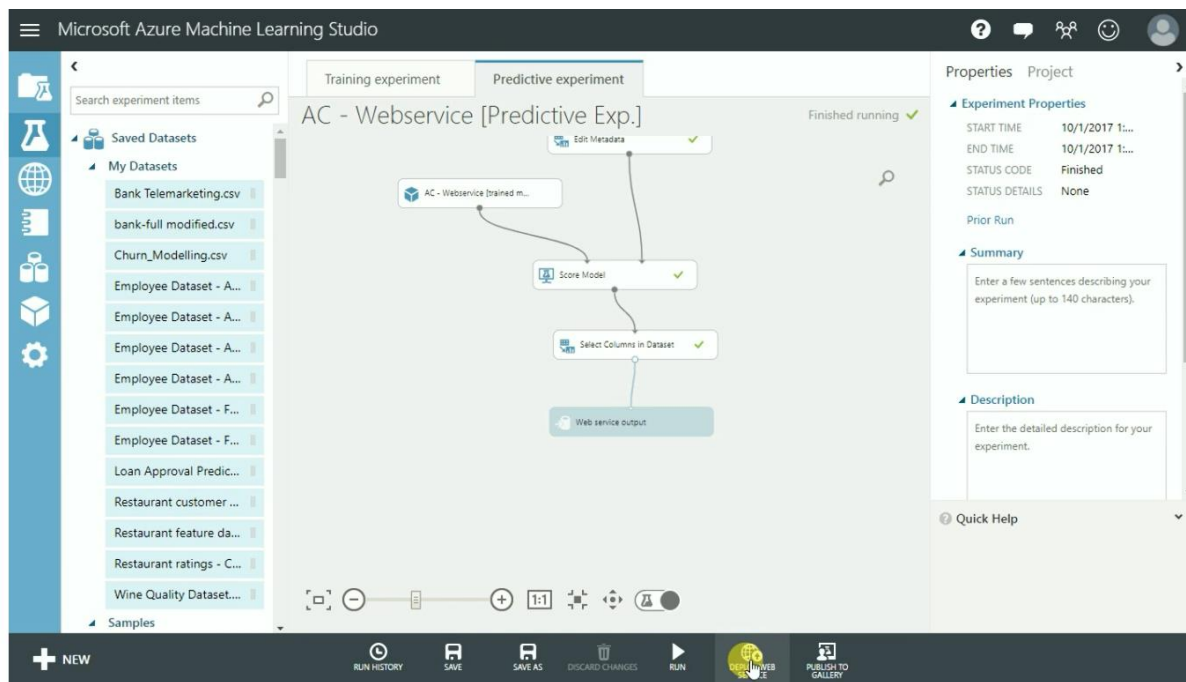 Microsoft Azure Machine Learning Studio
Search experiment items
Saved Datasets
My Datasets
Bank Telemarketing.csv
bank-full modified.csv
Churn_Modelling.csv
Employee Dataset - A...
Employee Dataset - A...
Employee Dataset - A...
Employee Dataset - A...
Employee Dataset - F...
Employee Dataset - F...
Loan Approval Predic...
Restaurant customer ...
Restaurant feature da...
Restaurant ratings - C...
Wine Quality Dataset....
Samples
Training experiment
Predictive experiment
AC - Webservice [Predictive Exp.]
Finished running
Edit Metadata
AC - Webservice [trained m...
Score Model
Select Columns in Dataset
Web service output
1:1
Properties Project
Experiment Properties
START TIME 10/1/2017 1:...
END TIME 10/1/2017 1:...
STATUS CODE Finished
STATUS DETAILS None
Prior Run
Summary
Enter a few sentences describing your
experiment (up to 140 characters).
Description
Enter the detailed description for your
experiment.
Quick Help
NEW
RUN HISTORY
SAVE
SAVE AS
DISCARD CHANGES
RUN
WEB
PUBLISH TO
GALLERY